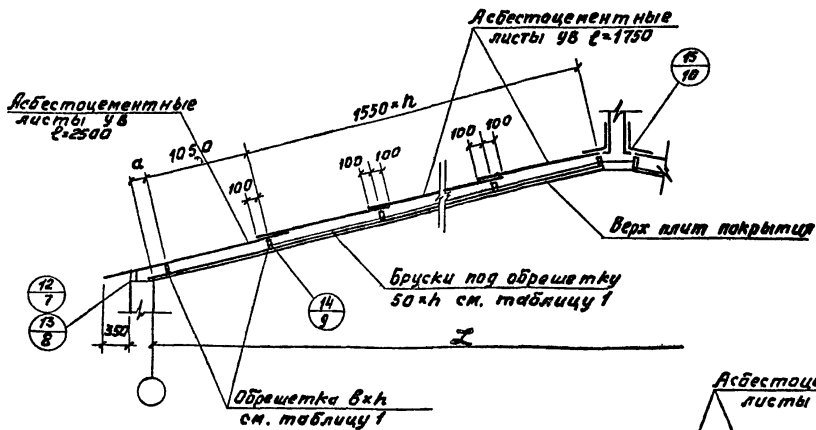 Асбестоцементные
листы УВ ℓ=1750
15
10
Асбестоцементные
листы УВ
ℓ=2500
1550×n
1050
а
100
100
100
100
100
Верх плит покрытия
Бруски под обрешетку
50×h см. таблицу 1
12
7
13
8
14
9
350
L
Обрешетка в×h
см. таблицу 1
Асбестоце
листы